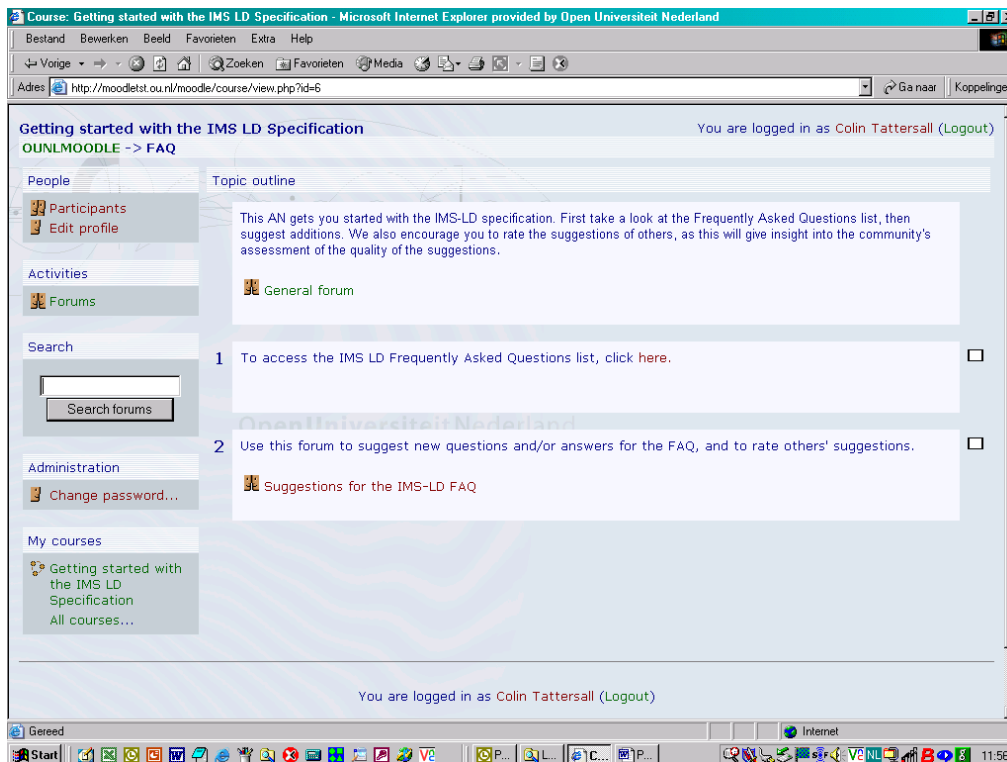 Course: Getting started with the IMS LD Specification - Microsoft Internet Explorer provided by Open Universiteit Nederland
Bestand Bewerken Beeld Favorieten Extra Help
Vorige Zoeken Favorieten Media
Adres http://moodletst.ou.nl/moodle/course/view.php?id=6 Ga naar Koppelinge
Getting started with the IMS LD Specification
You are logged in as Colin Tattersall (Logout)
OUNLMOODLE -> FAQ
People
Participants
Edit profile
Activities
Forums
Search
Search forums
Administration
Change password...
My courses
Getting started with
the IMS LD
Specification
All courses...
Topic outline
This AN gets you started with the IMS-LD specification. First take a look at the Frequently Asked Questions list, then
suggest additions. We also encourage you to rate the suggestions of others, as this will give insight into the community's
assessment of the quality of the suggestions.
General forum
1 To access the IMS LD Frequently Asked Questions list, click here.
OpenUniversiteitNederland
2 Use this forum to suggest new questions and/or answers for the FAQ, and to rate others' suggestions.
Suggestions for the IMS-LD FAQ
You are logged in as Colin Tattersall (Logout)
Gereed Internet
Start P... L... C... P... NL 11:56